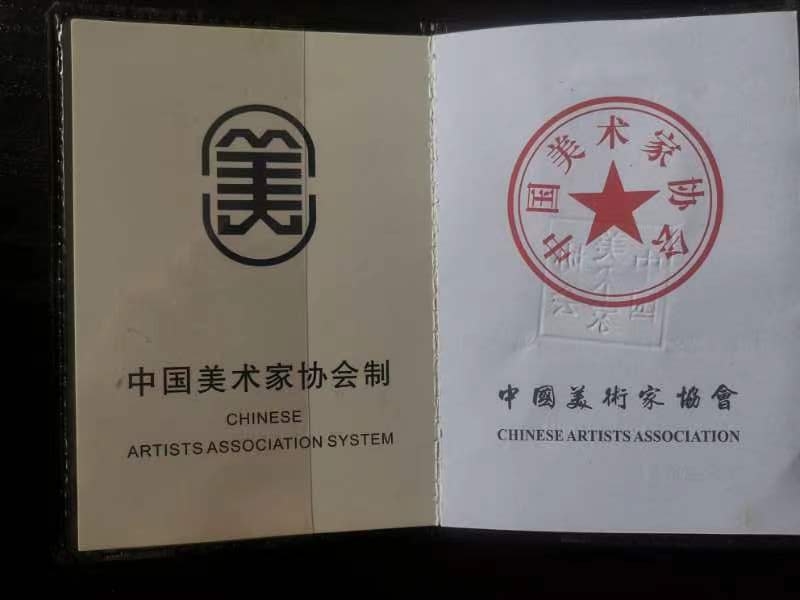 美
中国美术家协会制
CHINESE
ARTISTS ASSOCIATION SYSTEM
中国美术家协会
中國美術家協會
CHINESE ARTISTS ASSOCIATION